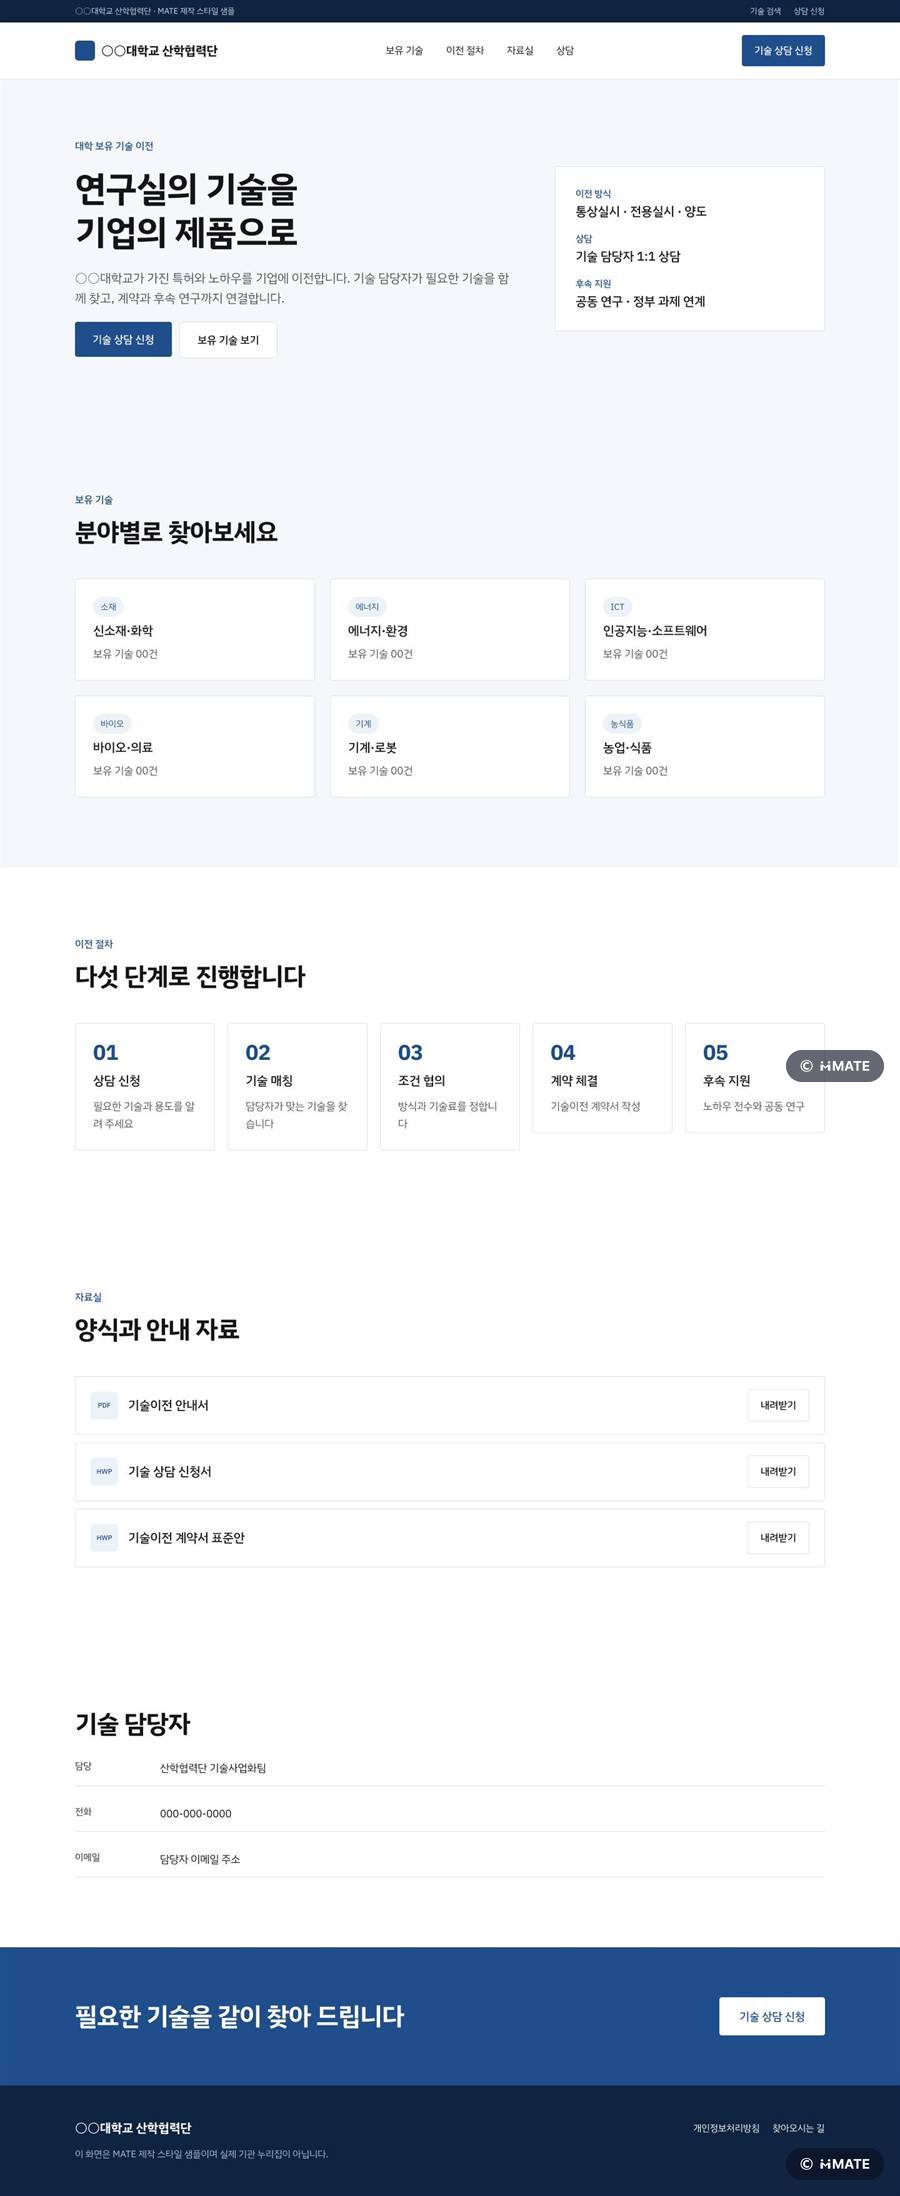 ○○대학교 산학협력단 · MATE 제작 스타일 샘플
기술 검색 상담 신청
○○대학교 산학협력단
보유 기술 이전 절차 자료실 상담
기술 상담 신청
대학 보유 기술 이전
연구실의 기술을
기업의 제품으로
○○대학교가 가진 특허와 노하우를 기업에 이전합니다. 기술 담당자가 필요한 기술을 함
께 찾고, 계약과 후속 연구까지 연결합니다.
기술 상담 신청
보유 기술 보기
이전 방식
통상실시 · 전용실시 · 양도
상담
기술 담당자 1:1 상담
후속 지원
공동 연구 · 정부 과제 연계
보유 기술
분야별로 찾아보세요
소재
신소재·화학
보유 기술 00건
에너지
에너지·환경
보유 기술 00건
ICT
인공지능·소프트웨어
보유 기술 00건
바이오
바이오·의료
보유 기술 00건
기계
기계·로봇
보유 기술 00건
농식품
농업·식품
보유 기술 00건
이전 절차
다섯 단계로 진행합니다
01
상담 신청
필요한 기술과 용도를 알
려 주세요
02
기술 매칭
담당자가 맞는 기술을 찾
습니다
03
조건 협의
방식과 기술료를 정합니
다
04
계약 체결
기술이전 계약서 작성
05
후속 지원
노하우 전수와 공동 연구
© MATE
자료실
양식과 안내 자료
PDF
기술이전 안내서
내려받기
HWP
기술 상담 신청서
내려받기
HWP
기술이전 계약서 표준안
내려받기
기술 담당자
담당
산학협력단 기술사업화팀
전화
000-000-0000
이메일
담당자 이메일 주소
필요한 기술을 같이 찾아 드립니다
기술 상담 신청
○○대학교 산학협력단
개인정보처리방침 찾아오시는 길
이 화면은 MATE 제작 스타일 샘플이며 실제 기관 누리집이 아닙니다.
© MATE